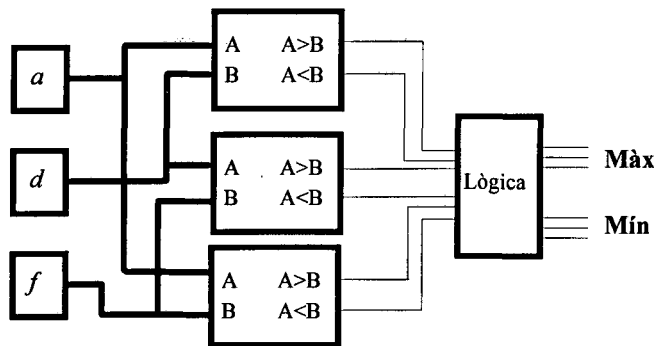 a
d
f
A A>B
B A<B
A A>B
B A<B
A A>B
B A<B
Lògica
Màx
Mín